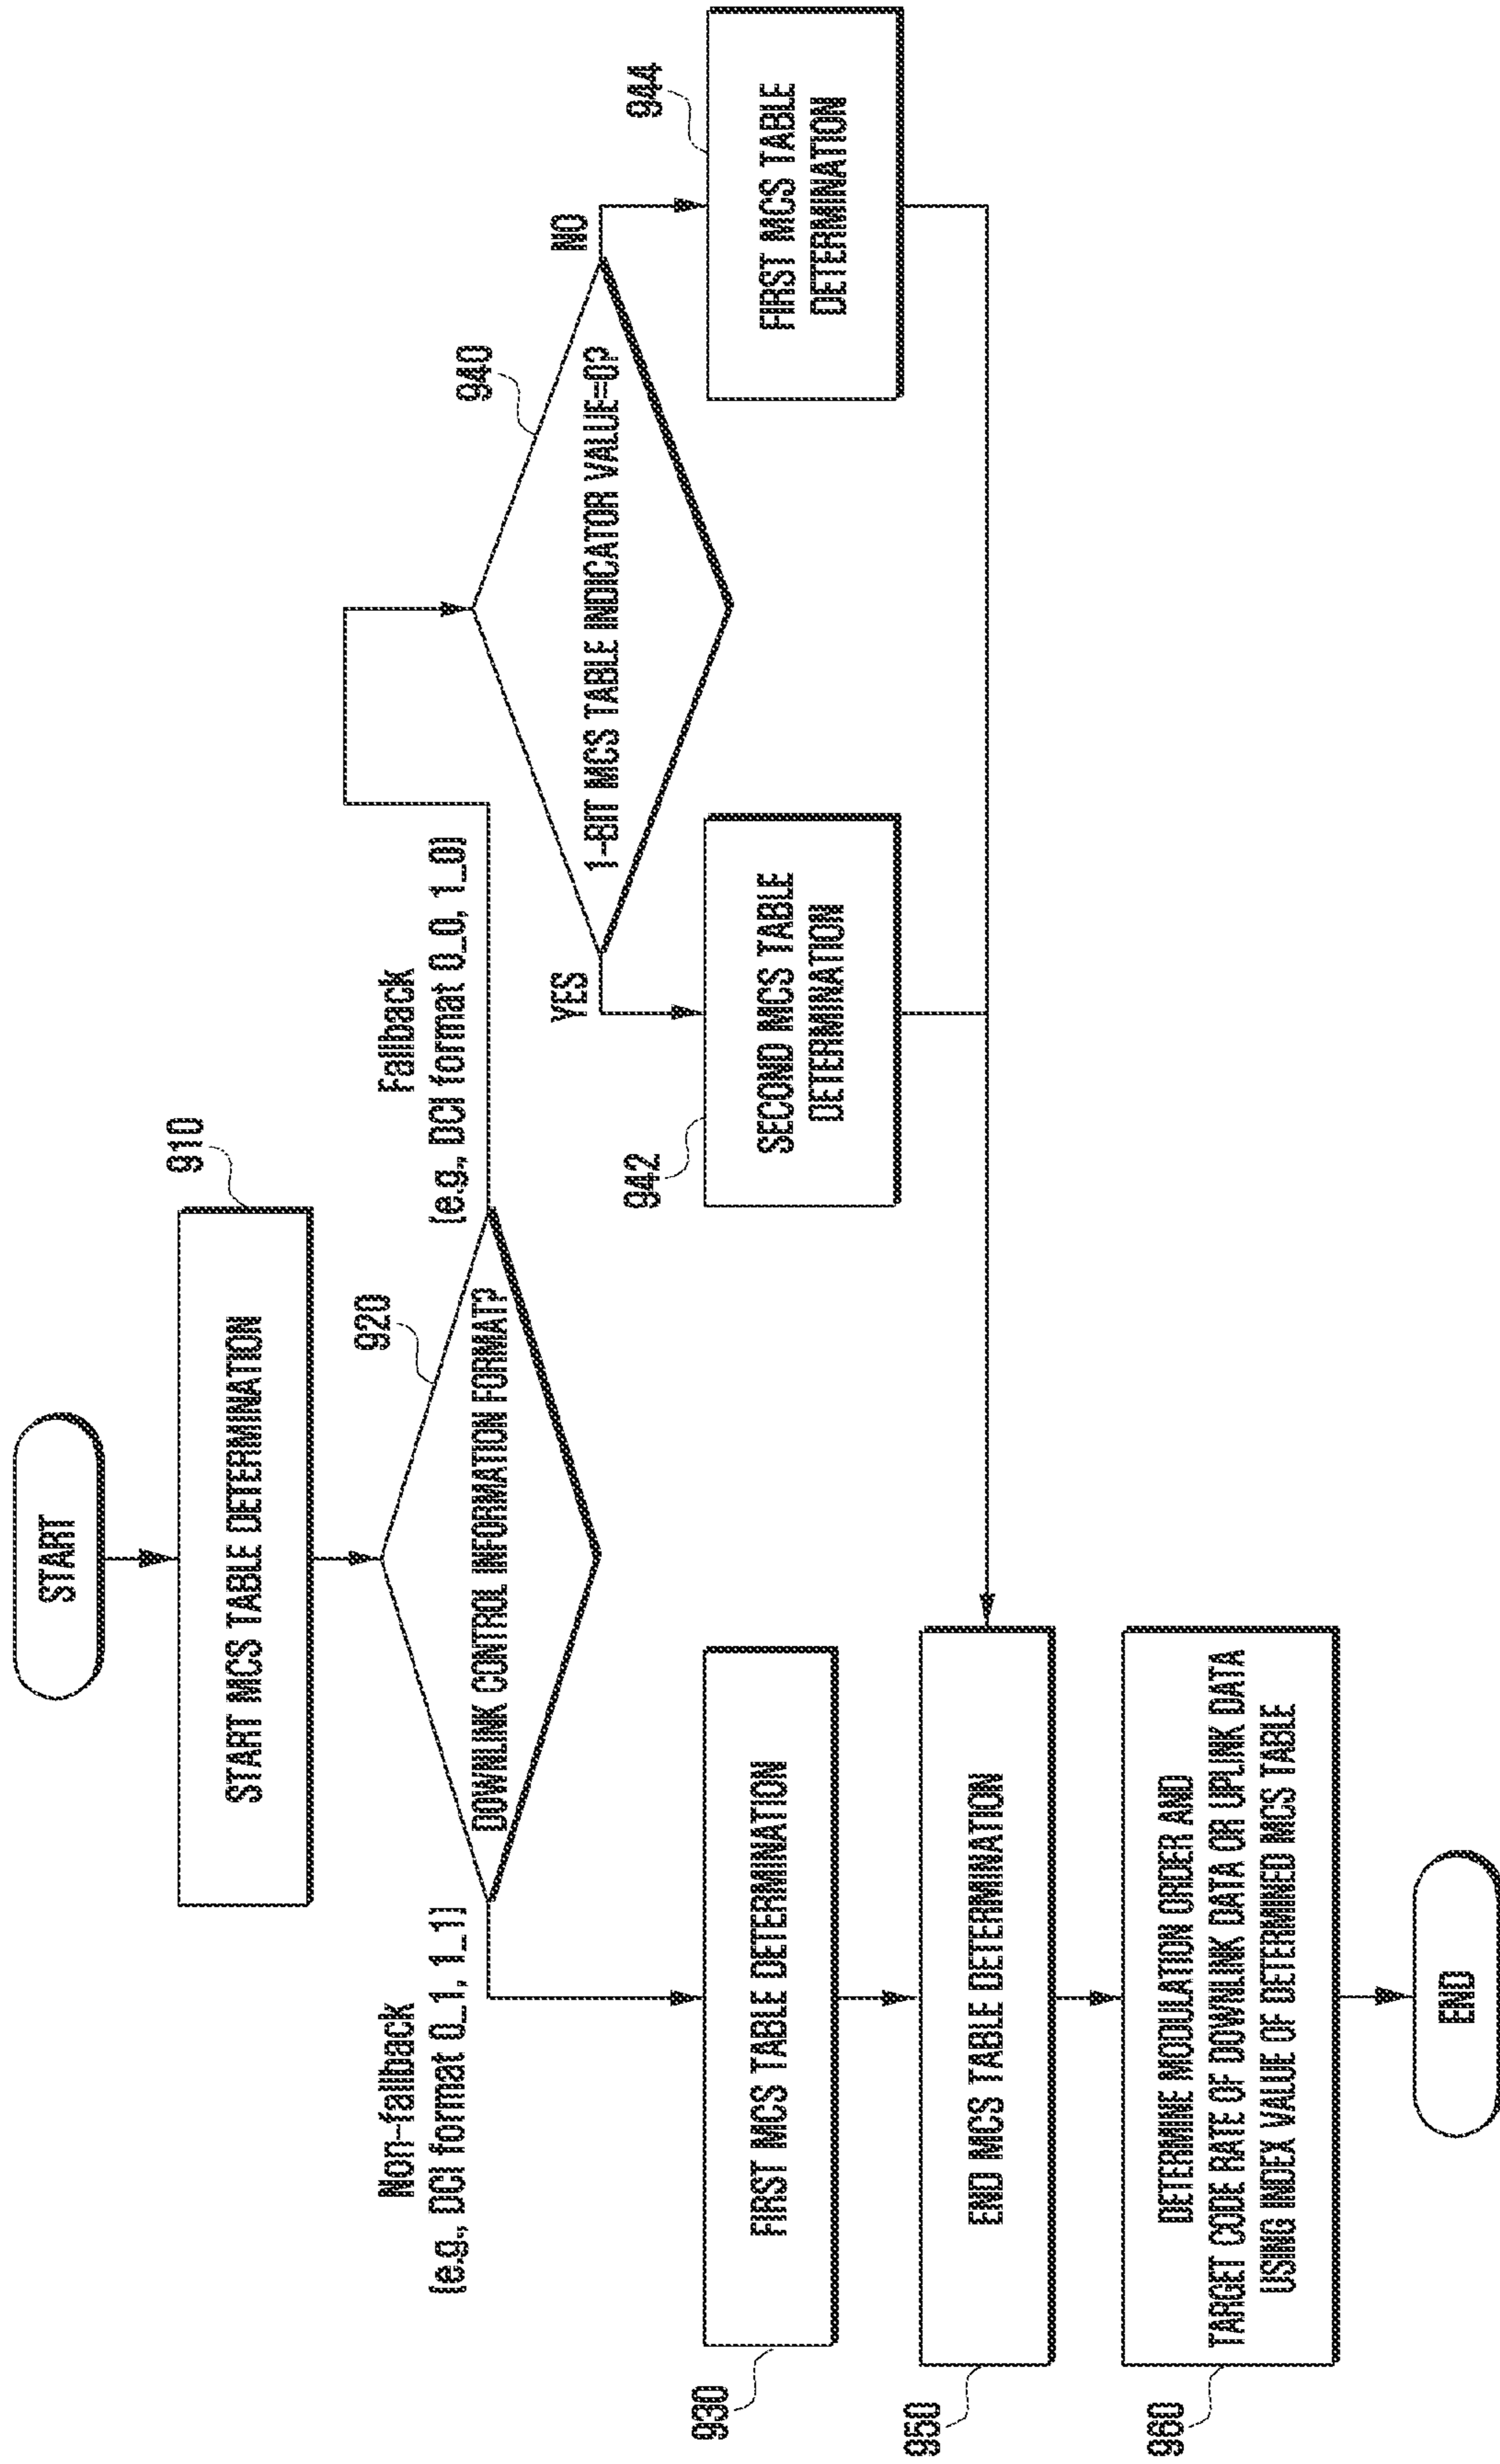 START
910
START MCS TABLE DETERMINATION
920
DOWNLINK CONTROL INFORMATION FORMAT?
Non-fallback
(e.g., DCI format 0_1, 1_1)
Fallback
(e.g., DCI format 0_0, 1_0)
940
1-BIT MCS TABLE INDICATOR VALUE=0?
YES
NO
930
FIRST MCS TABLE DETERMINATION
942
SECOND MCS TABLE
DETERMINATION
944
FIRST MCS TABLE
DETERMINATION
950
END MCS TABLE DETERMINATION
960
DETERMINE MODULATION ORDER AND
TARGET CODE RATE OF DOWLINK DATA OR UPLINK DATA
USING INDEX VALUE OF DETERMINED MCS TABLE
END